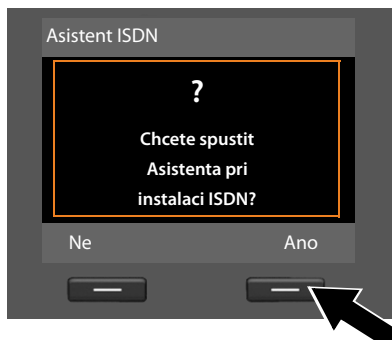 Asistent ISDN
?
Chcete spustit
Asistenta pri
instalaci ISDN?
Ne Ano